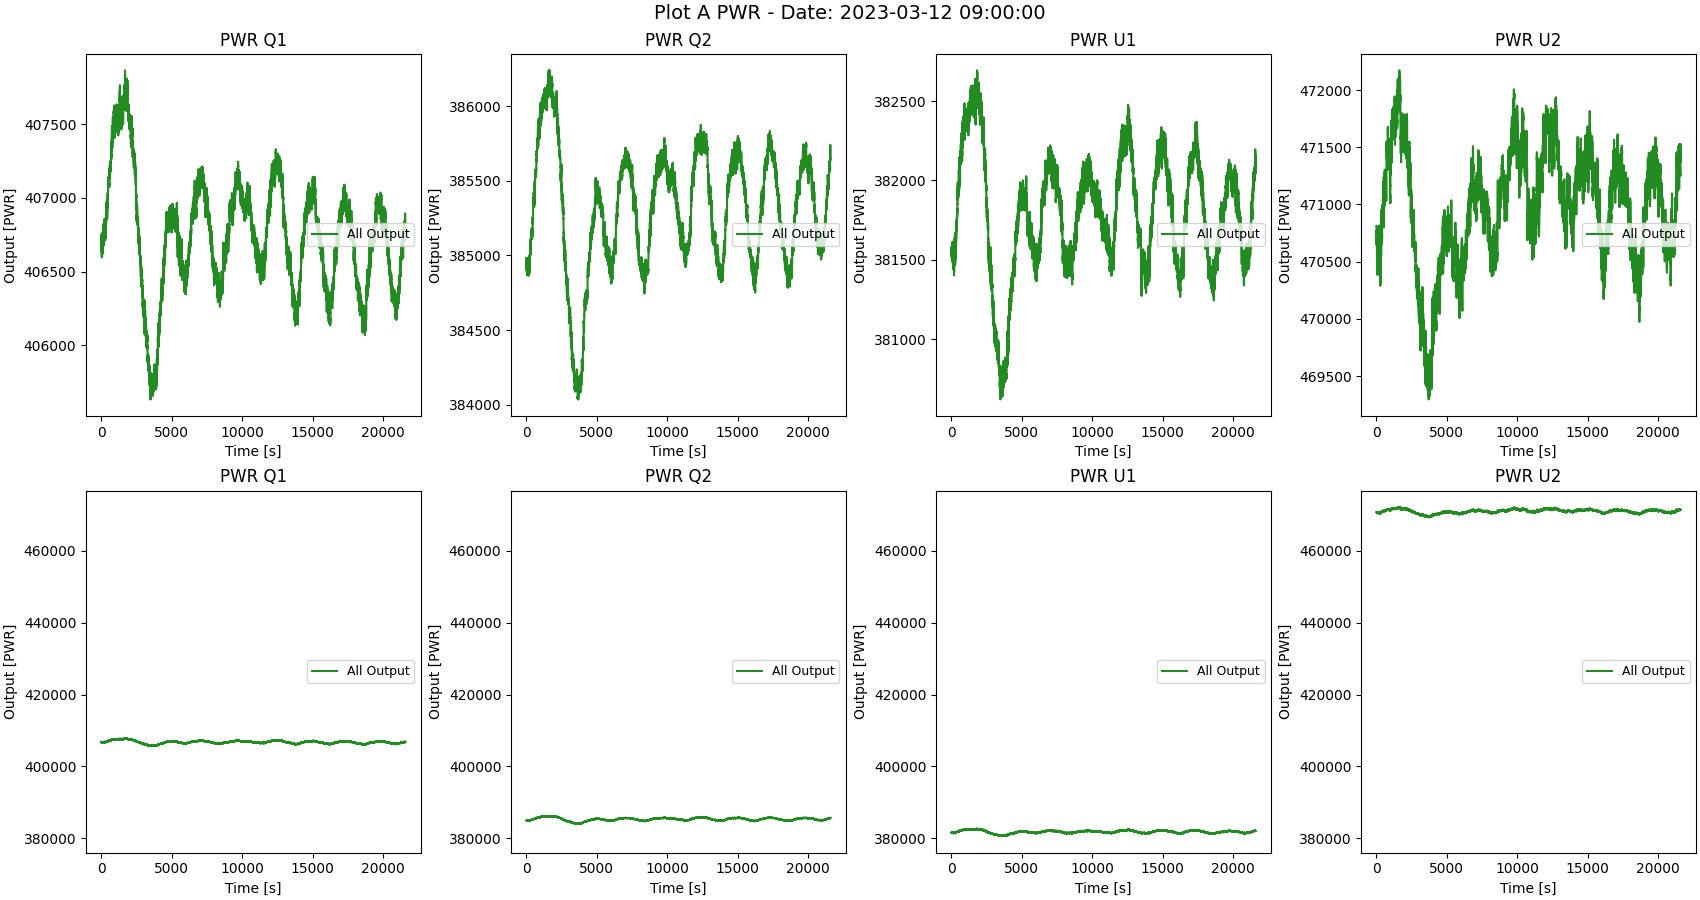 Plot A PWR - Date: 2023-03-12 09:00:00
PWR Q1
Output [PWR]
407500
407000
406500
406000
All Output
0 5000 10000 15000 20000
Time [s]
PWR Q2
Output [PWR]
386000
385500
385000
384500
384000
All Output
0 5000 10000 15000 20000
Time [s]
PWR U1
Output [PWR]
382500
382000
381500
381000
All Output
0 5000 10000 15000 20000
Time [s]
PWR U2
Output [PWR]
472000
471500
471000
470500
470000
469500
All Output
0 5000 10000 15000 20000
Time [s]
PWR Q1
Output [PWR]
460000
440000
420000
400000
380000
All Output
0 5000 10000 15000 20000
Time [s]
PWR Q2
Output [PWR]
460000
440000
420000
400000
380000
All Output
0 5000 10000 15000 20000
Time [s]
PWR U1
Output [PWR]
460000
440000
420000
400000
380000
All Output
0 5000 10000 15000 20000
Time [s]
PWR U2
Output [PWR]
460000
440000
420000
400000
380000
All Output
0 5000 10000 15000 20000
Time [s]